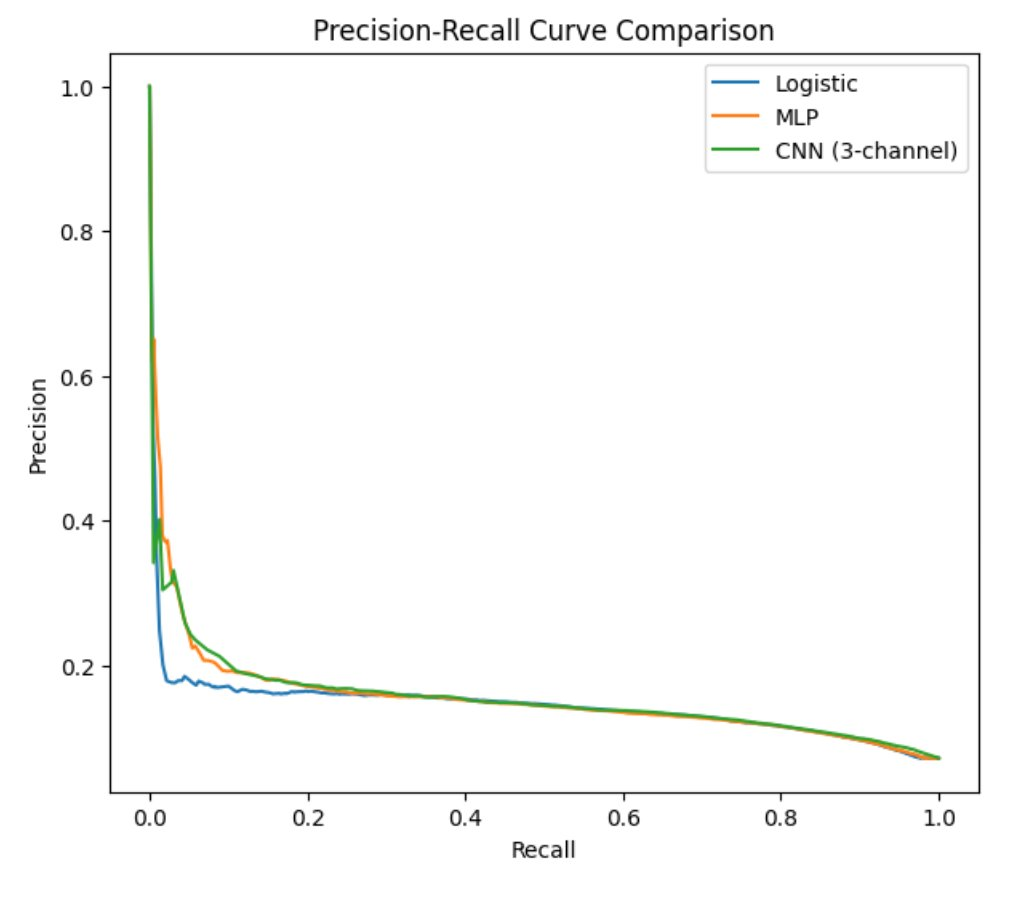 Precision-Recall Curve Comparison
Logistic
MLP
CNN (3-channel)
Precision
1.0
0.8
0.6
0.4
0.2
0.0 0.2 0.4 0.6 0.8 1.0
Recall